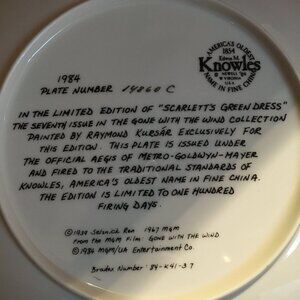 AMERICA'S OLDEST
1854
Edwin M.
Knowles
NEWELL
W. VIRGINIA
U.S.A.
NAME IN FINE CHINA
1984
PLATE NUMBER 14060 C
IN THE LIMITED EDITION OF "SCARLETT'S GREEN DRESS"
THE SEVENTH ISSUE IN THE GONE WITH THE WIND COLLECTION
PAINTED BY RAYMOND KURSÁR EXCLUSIVELY FOR
THIS EDITION. THIS PLATE IS ISSUED UNDER
THE OFFICIAL AEGIS OF METRO-GOLDWYN-MAYER
AND FIRED TO THE TRADITIONAL STANDARDS OF
KNOWLES, AMERICA'S OLDEST NAME IN FINE CHINA.
THE EDITION IS LIMITED TO ONE HUNDRED
FIRING DAYS.
©1939 Selznick Ren 1967 MGM
FROM THE MGM FILM: GONE WITH THE WIND.
©1984 MGM/UA Entertainment Co.
Bradex Number -84-K41-3.7